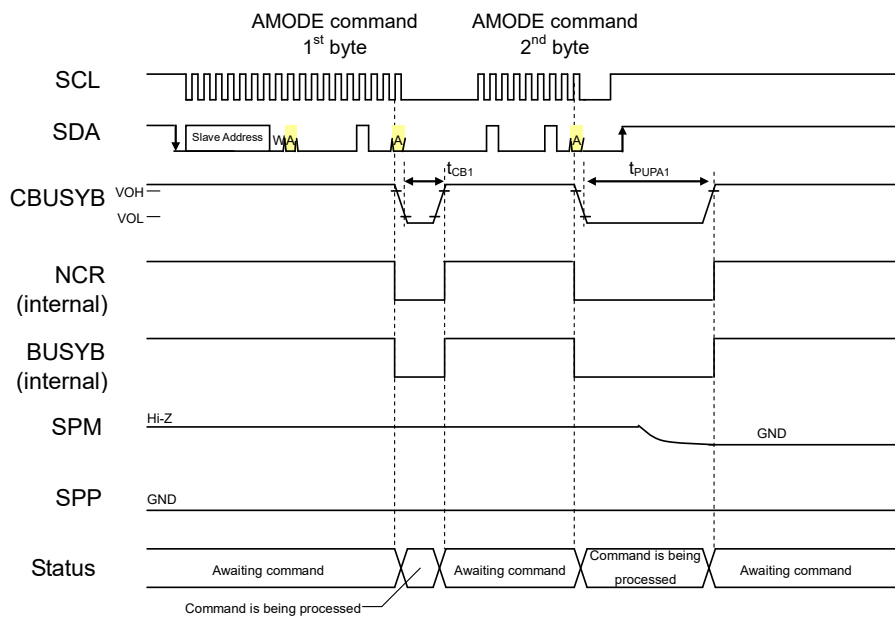 AMODE command
1st byte
AMODE command
2nd byte
SCL
SDA
Slave Address
W
A
A
A
CBUSYB
VOH
VOL
tCB1
tPUPA1
NCR
(internal)
BUSYB
(internal)
SPM
Hi-Z
GND
SPP
GND
Status
Awaiting command
Awaiting command
Command is being
processed
Awaiting command
Command is being processed